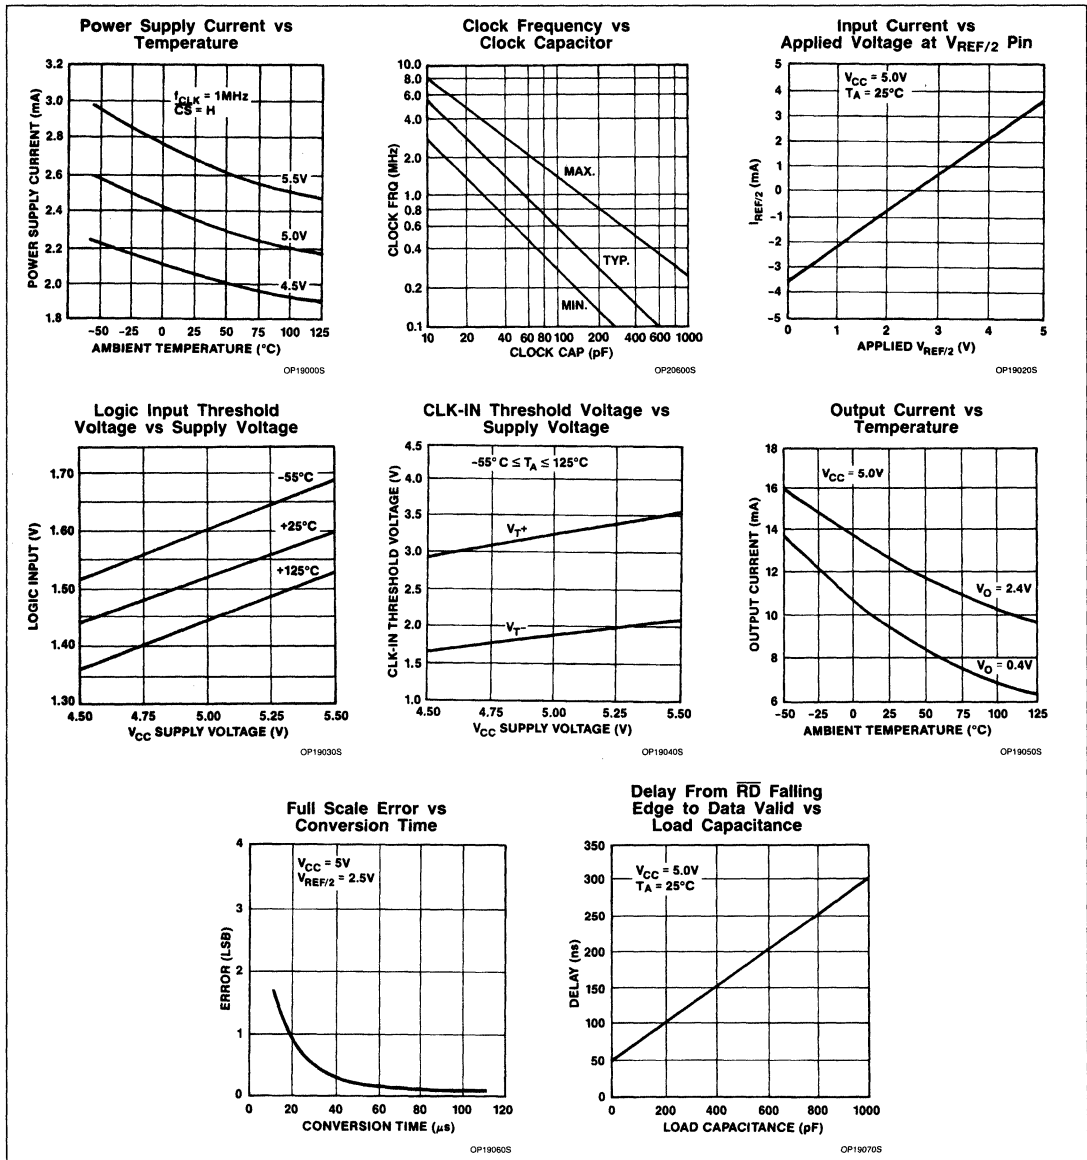 Power Supply Current vs
Temperature
POWER SUPPLY CURRENT (mA)
3.2
3.0
2.8
2.6
2.4
2.2
2.0
1.8
fCLK = 1MHz
CS = H
5.5V
5.0V
4.5V
-50 -25 0 25 50 75 100 125
AMBIENT TEMPERATURE (°C)
OP19000S
Clock Frequency vs
Clock Capacitor
CLOCK FRQ (MHz)
10.0
8.0
6.0
4.0
2.0
1.0
0.8
0.6
0.4
0.2
0.1
MAX.
TYP.
MIN.
10 20 40 60 80 100 200 400 600 1000
CLOCK CAP (pF)
OP20600S
Input Current vs
Applied Voltage at VREF/2 Pin
IREF/2 (mA)
5
4
3
2
1
0
-1
-2
-3
-4
-5
VCC = 5.0V
TA = 25°C
0 1 2 3 4 5
APPLIED VREF/2 (V)
OP19020S
Logic Input Threshold
Voltage vs Supply Voltage
LOGIC INPUT (V)
1.70
1.60
1.50
1.40
1.30
-55°C
+25°C
+125°C
4.50 4.75 5.00 5.25 5.50
VCC SUPPLY VOLTAGE (V)
OP19030S
CLK-IN Threshold Voltage vs
Supply Voltage
CLK-IN THRESHOLD VOLTAGE (V)
4.5
4.0
3.5
3.0
2.5
2.0
1.5
1.0
-55°C ≤ TA ≤ 125°C
VT+
VT-
4.50 4.75 5.00 5.25 5.50
VCC SUPPLY VOLTAGE (V)
OP19040S
Output Current vs
Temperature
OUTPUT CURRENT (mA)
18
16
14
12
10
8
6
VCC = 5.0V
VO = 2.4V
VO = 0.4V
-50 -25 0 25 50 75 100 125
AMBIENT TEMPERATURE (°C)
OP19050S
Full Scale Error vs
Conversion Time
ERROR (LSB)
4
3
2
1
0
VCC = 5V
VREF/2 = 2.5V
0 20 40 60 80 100 120
CONVERSION TIME (μs)
OP19060S
Delay From R̅D̅ Falling
Edge to Data Valid vs
Load Capacitance
DELAY (ns)
350
300
250
200
150
100
50
0
VCC = 5.0V
TA = 25°C
0 200 400 600 800 1000
LOAD CAPACITANCE (pF)
OP19070S